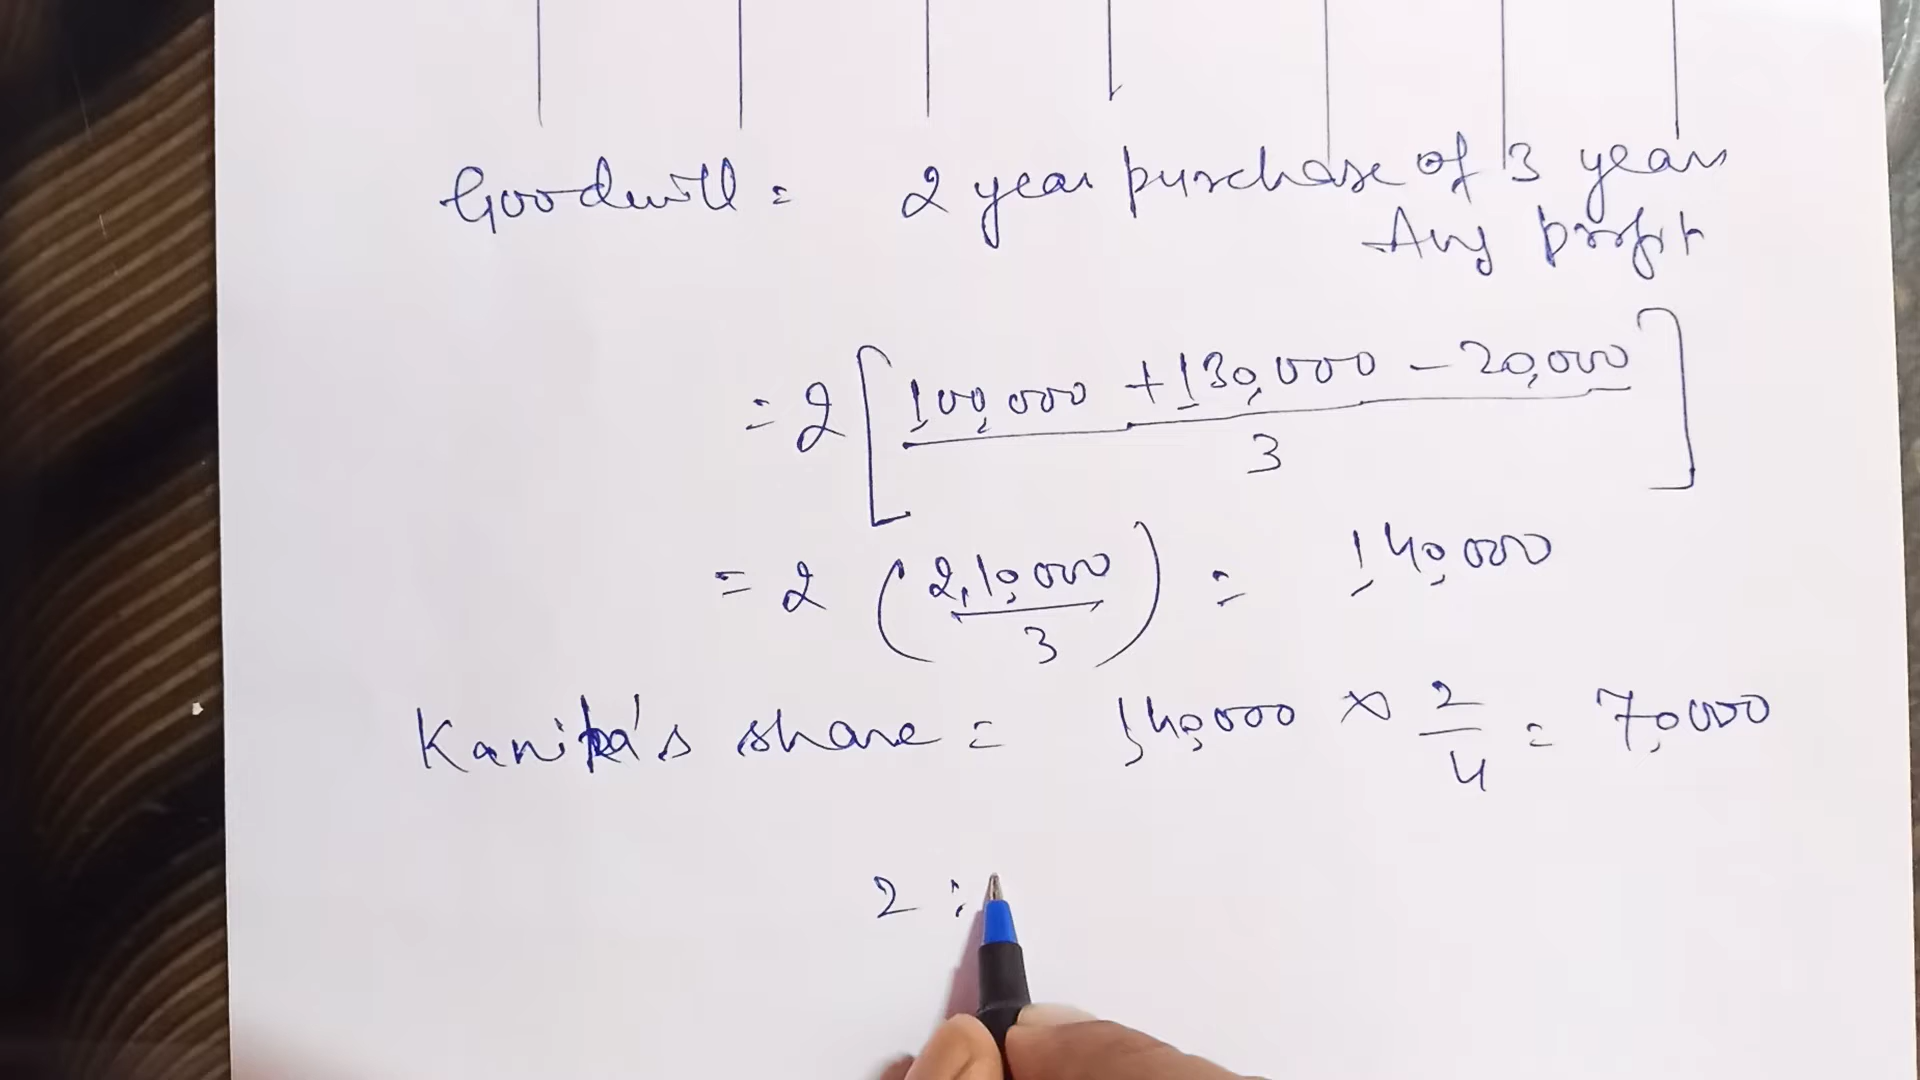 Goodwill = 2 year purchase of 3 years
Avg profit
= 2 [ 100,000 + 130,000 - 20,000 / 3 ]
= 2 ( 2,10,000 / 3 ) = 140,000
Kanika's share = 140,000 × 2/4 = 70,000
2 :